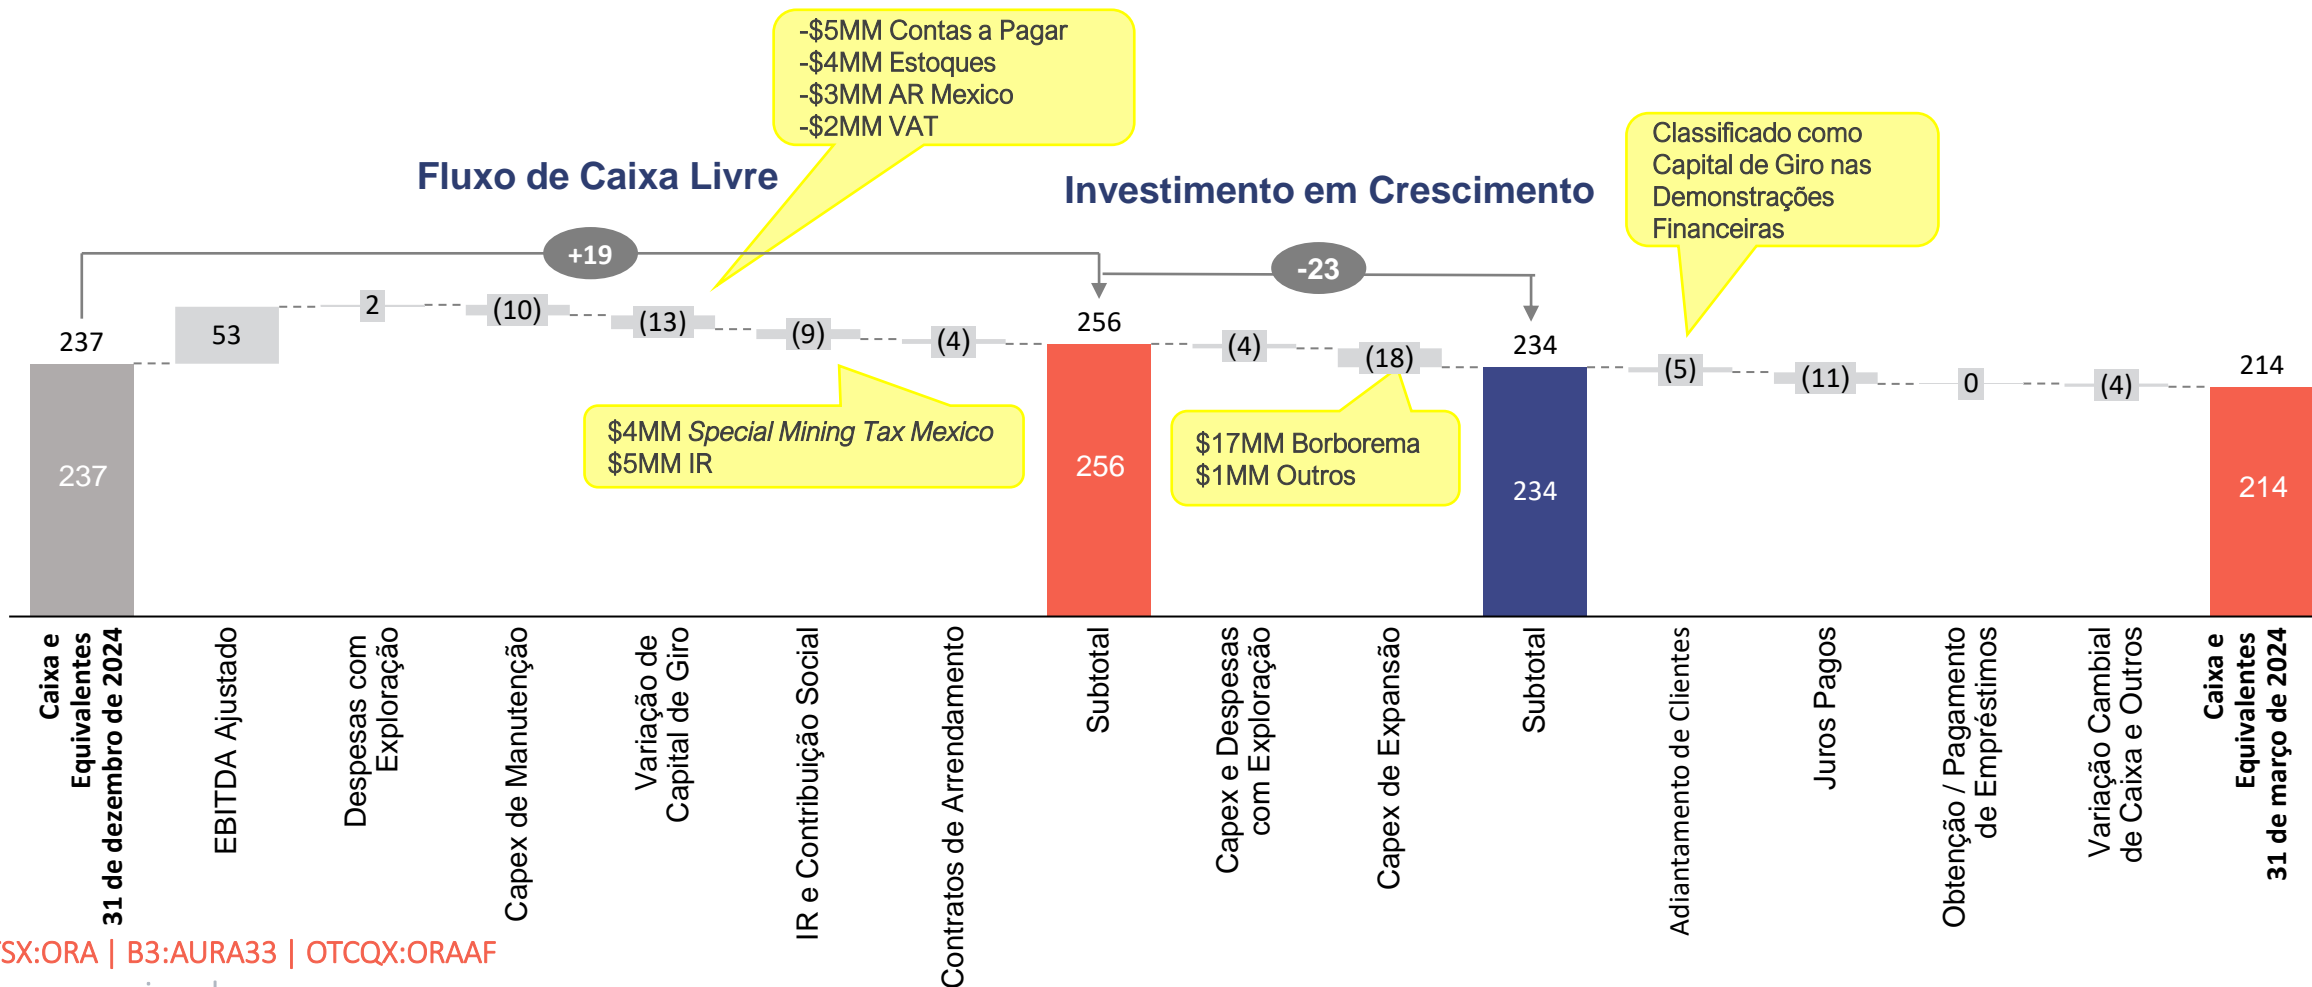 -$5MM Contas a Pagar
-$4MM Estoques
-$3MM AR Mexico
-$2MM VAT
Classificado como
Capital de Giro nas
Demonstrações
Financeiras
Fluxo de Caixa Livre
Investimento em Crescimento
+19
-23
237
53
2
(10)
(13)
(9)
(4)
256
(4)
(18)
234
(5)
(11)
0
(4)
214
$4MM Special Mining Tax Mexico
$5MM IR
$17MM Borborema
$1MM Outros
237
256
234
214
Caixa e
Equivalentes
31 de dezembro de 2024
EBITDA Ajustado
Despesas com
Exploração
Capex de Manutenção
Variação de
Capital de Giro
IR e Contribuição Social
Contratos de Arrendamento
Subtotal
Capex e Despesas
com Exploração
Capex de Expansão
Subtotal
Adiantamento de Clientes
Juros Pagos
Obtenção / Pagamento
de Empréstimos
Variação Cambial
de Caixa e Outros
Caixa e
Equivalentes
31 de março de 2024
SX:ORA | B3:AURA33 | OTCQX:ORAAF